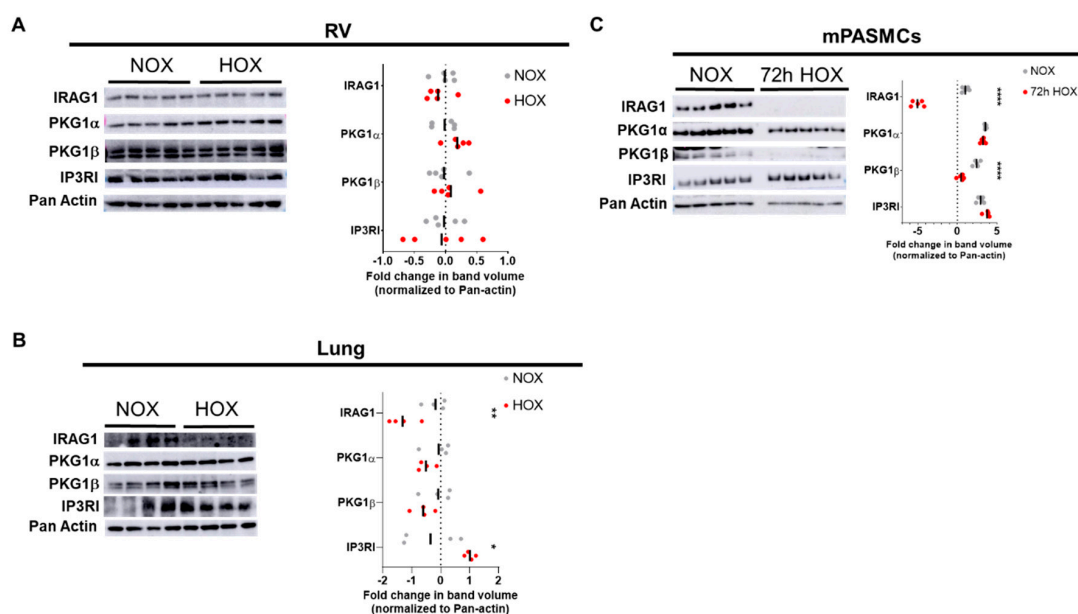 A
RV
NOX HOX
IRAG1
PKG1α
PKG1β
IP3RI
Pan Actin
NOX
HOX
IRAG1
PKG1α
PKG1β
IP3RI
-1.0 -0.5 0.0 0.5 1.0
Fold change in band volume
(normalized to Pan-actin)
C
mPASMCs
NOX 72h HOX
IRAG1
PKG1α
PKG1β
IP3RI
Pan Actin
NOX
72h HOX
IRAG1
****
PKG1α
PKG1β
***
IP3RI
-5 0 5
Fold change in band volume
(normalized to Pan-actin)
B
Lung
NOX HOX
IRAG1
PKG1α
PKG1β
IP3RI
Pan Actin
NOX
HOX
IRAG1
**
PKG1α
PKG1β
IP3RI
*
-2 -1 0 1 2
Fold change in band volume
(normalized to Pan-actin)